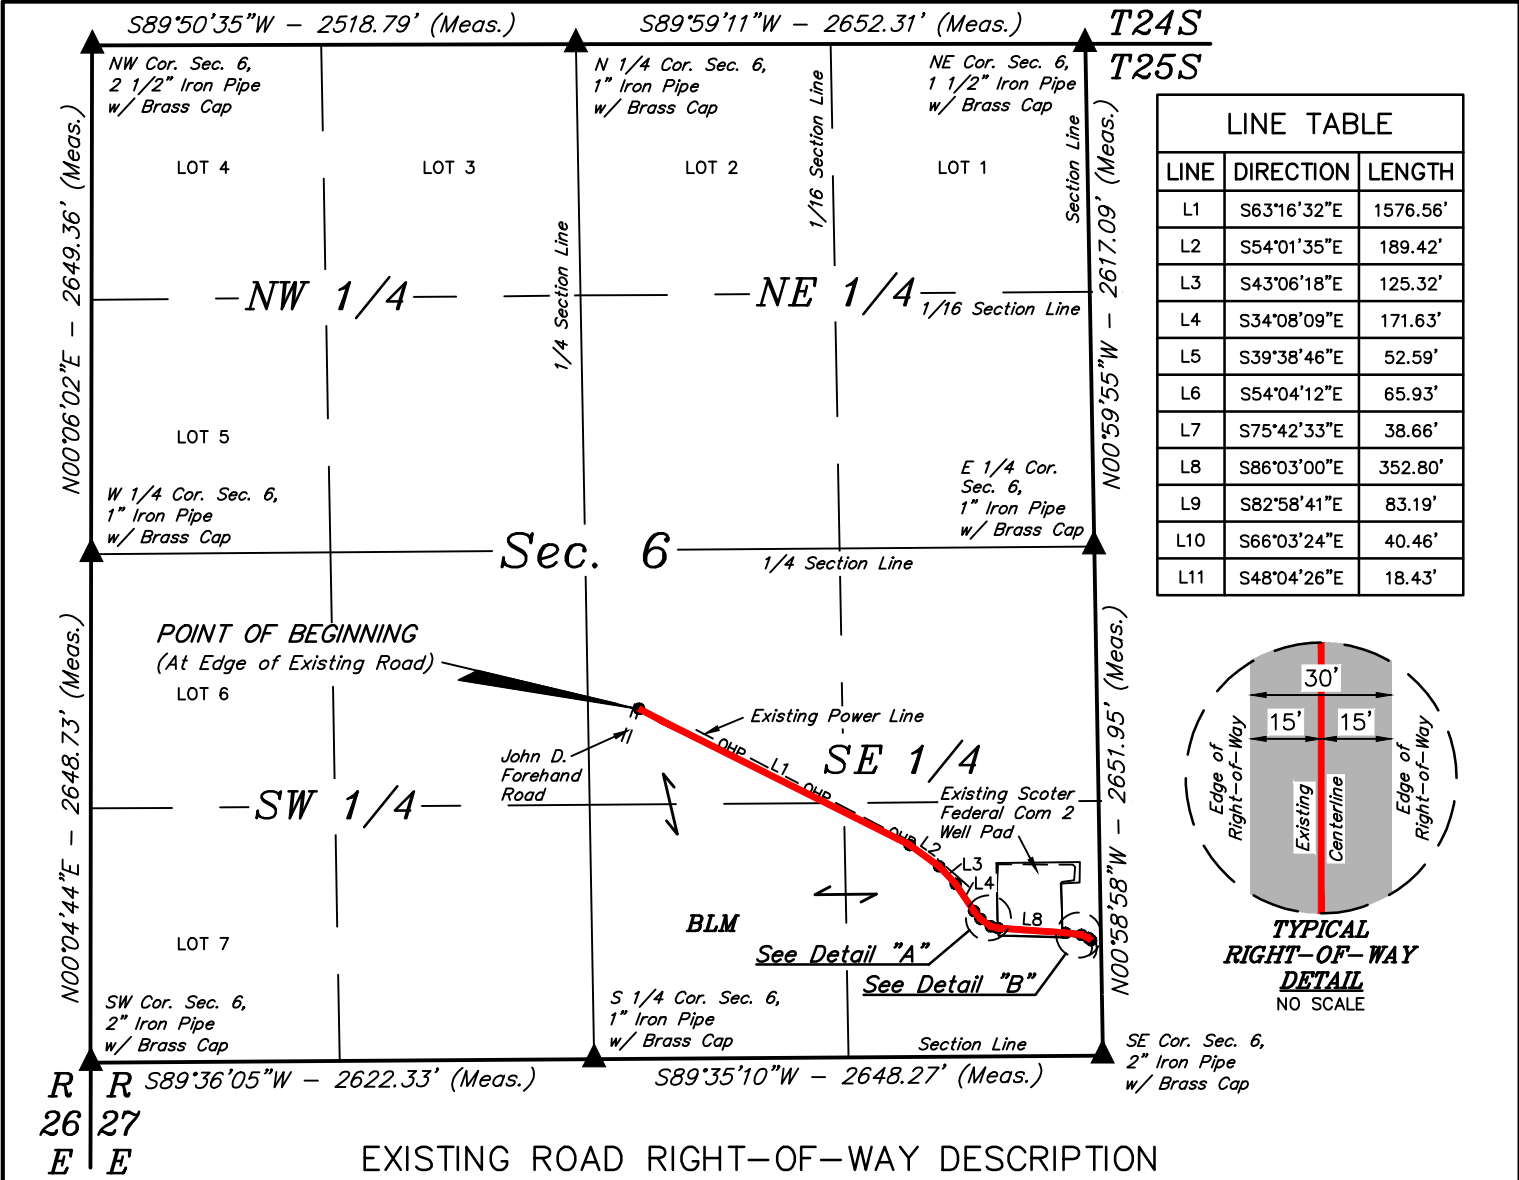 S89°50'35"W - 2518.79' (Meas.)
S89°59'11"W - 2652.31' (Meas.)
T24S
T25S
NW Cor. Sec. 6,
2 1/2" Iron Pipe
w/ Brass Cap
N 1/4 Cor. Sec. 6,
1" Iron Pipe
w/ Brass Cap
NE Cor. Sec. 6,
1 1/2" Iron Pipe
w/ Brass Cap
N00°06'02"E - 2649.36' (Meas.)
1/16 Section Line
Section Line
N00°59'55"W - 2617.09' (Meas.)
LOT 4
LOT 3
LOT 2
LOT 1
1/4 Section Line
NW 1/4
NE 1/4
1/16 Section Line
LOT 5
W 1/4 Cor. Sec. 6,
1" Iron Pipe
w/ Brass Cap
E 1/4 Cor.
Sec. 6,
1" Iron Pipe
w/ Brass Cap
Sec. 6
1/4 Section Line
LINE TABLE
LINE DIRECTION LENGTH
L1 S63°16'32"E 1576.56'
L2 S54°01'35"E 189.42'
L3 S43°06'18"E 125.32'
L4 S34°08'09"E 171.63'
L5 S39°38'46"E 52.59'
L6 S54°04'12"E 65.93'
L7 S75°42'33"E 38.66'
L8 S86°03'00"E 352.80'
L9 S82°58'41"E 83.19'
L10 S66°03'24"E 40.46'
L11 S48°04'26"E 18.43'
N00°04'44"E - 2648.73' (Meas.)
POINT OF BEGINNING
(At Edge of Existing Road)
LOT 6
Existing Power Line
OHP
L1
OHP
OHP
John D.
Forehand
Road
SE 1/4
SW 1/4
Existing Scoter
Federal Com 2
Well Pad
L2
L3
L4
L8
BLM
See Detail "A"
See Detail "B"
LOT 7
N00°58'58"W - 2651.95' (Meas.)
SW Cor. Sec. 6,
2" Iron Pipe
w/ Brass Cap
S 1/4 Cor. Sec. 6,
1" Iron Pipe
w/ Brass Cap
Section Line
SE Cor. Sec. 6,
2" Iron Pipe
w/ Brass Cap
S89°36'05"W - 2622.33' (Meas.)
S89°35'10"W - 2648.27' (Meas.)
R R
26 27
E E
30'
15' 15'
Edge of
Right-of-Way
Existing
Centerline
Edge of
Right-of-Way
TYPICAL
RIGHT-OF-WAY
DETAIL
NO SCALE
EXISTING ROAD RIGHT-OF-WAY DESCRIPTION